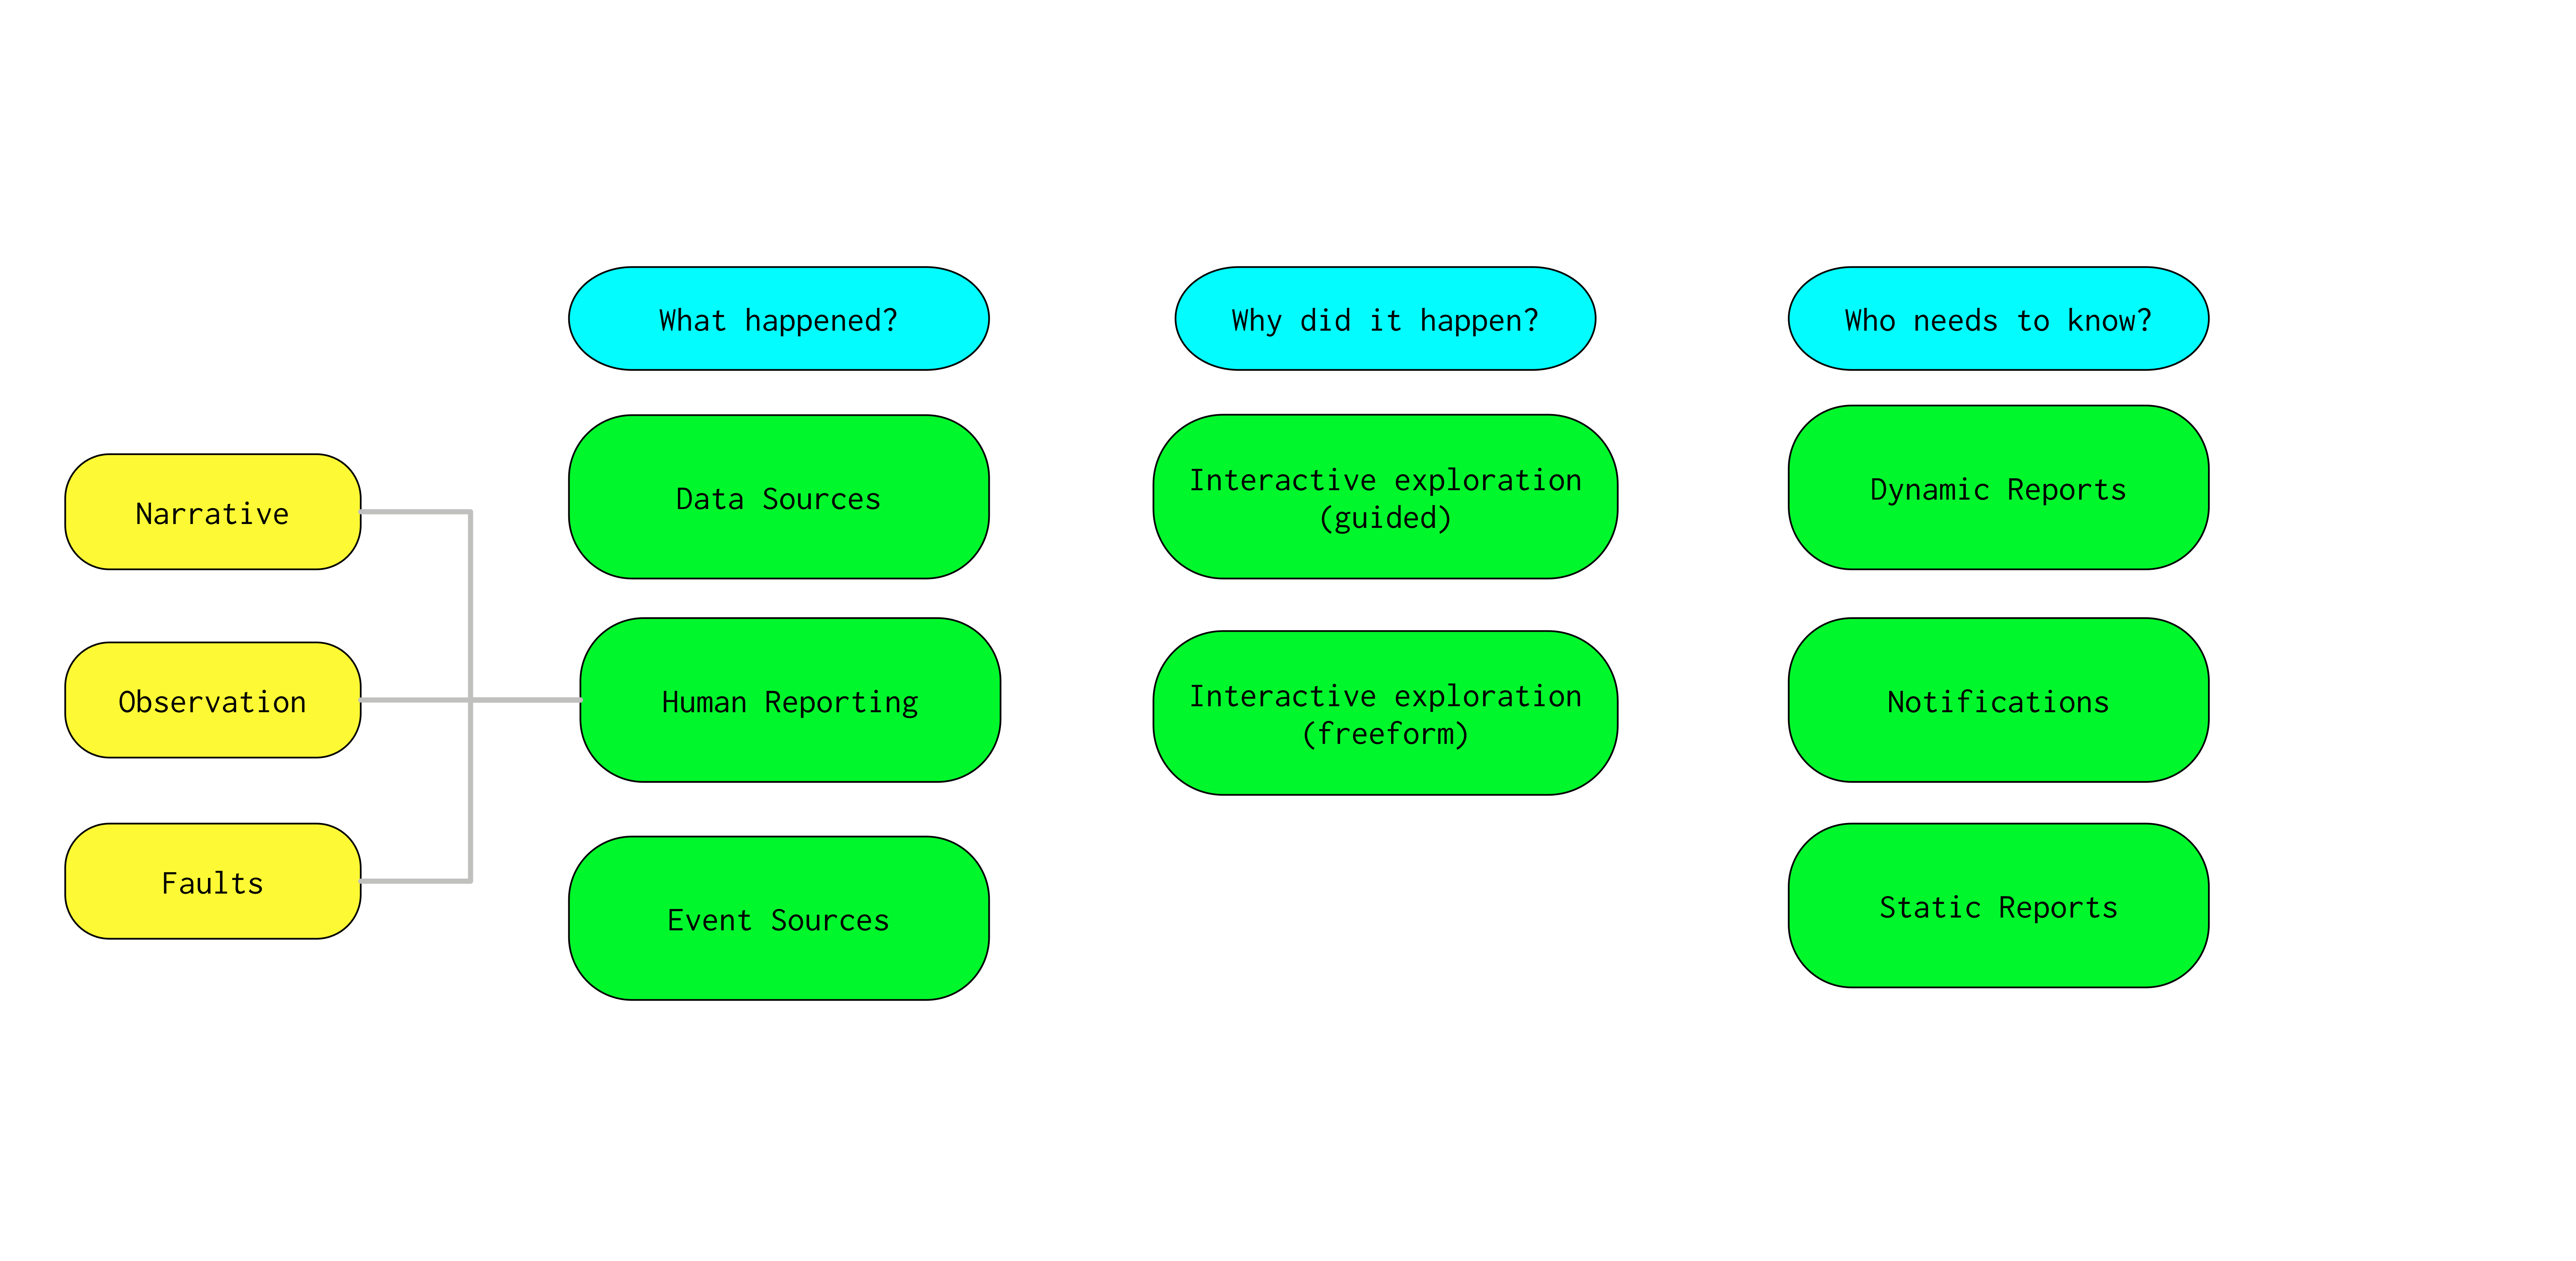 What happened?
Why did it happen?
Who needs to know?
Narrative
Observation
Faults
Data Sources
Human Reporting
Event Sources
Interactive exploration
(guided)
Interactive exploration
(freeform)
Dynamic Reports
Notifications
Static Reports